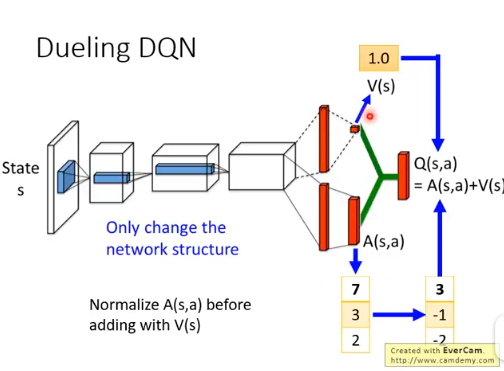 Dueling DQN
1.0
V(s)
State
s
Q(s,a)
= A(s,a)+V(s)
Only change the
network structure
A(s,a)
Normalize A(s,a) before
adding with V(s)
7
3
2
3
-1
-2
Created with EverCam.
http://www.camdemy.com